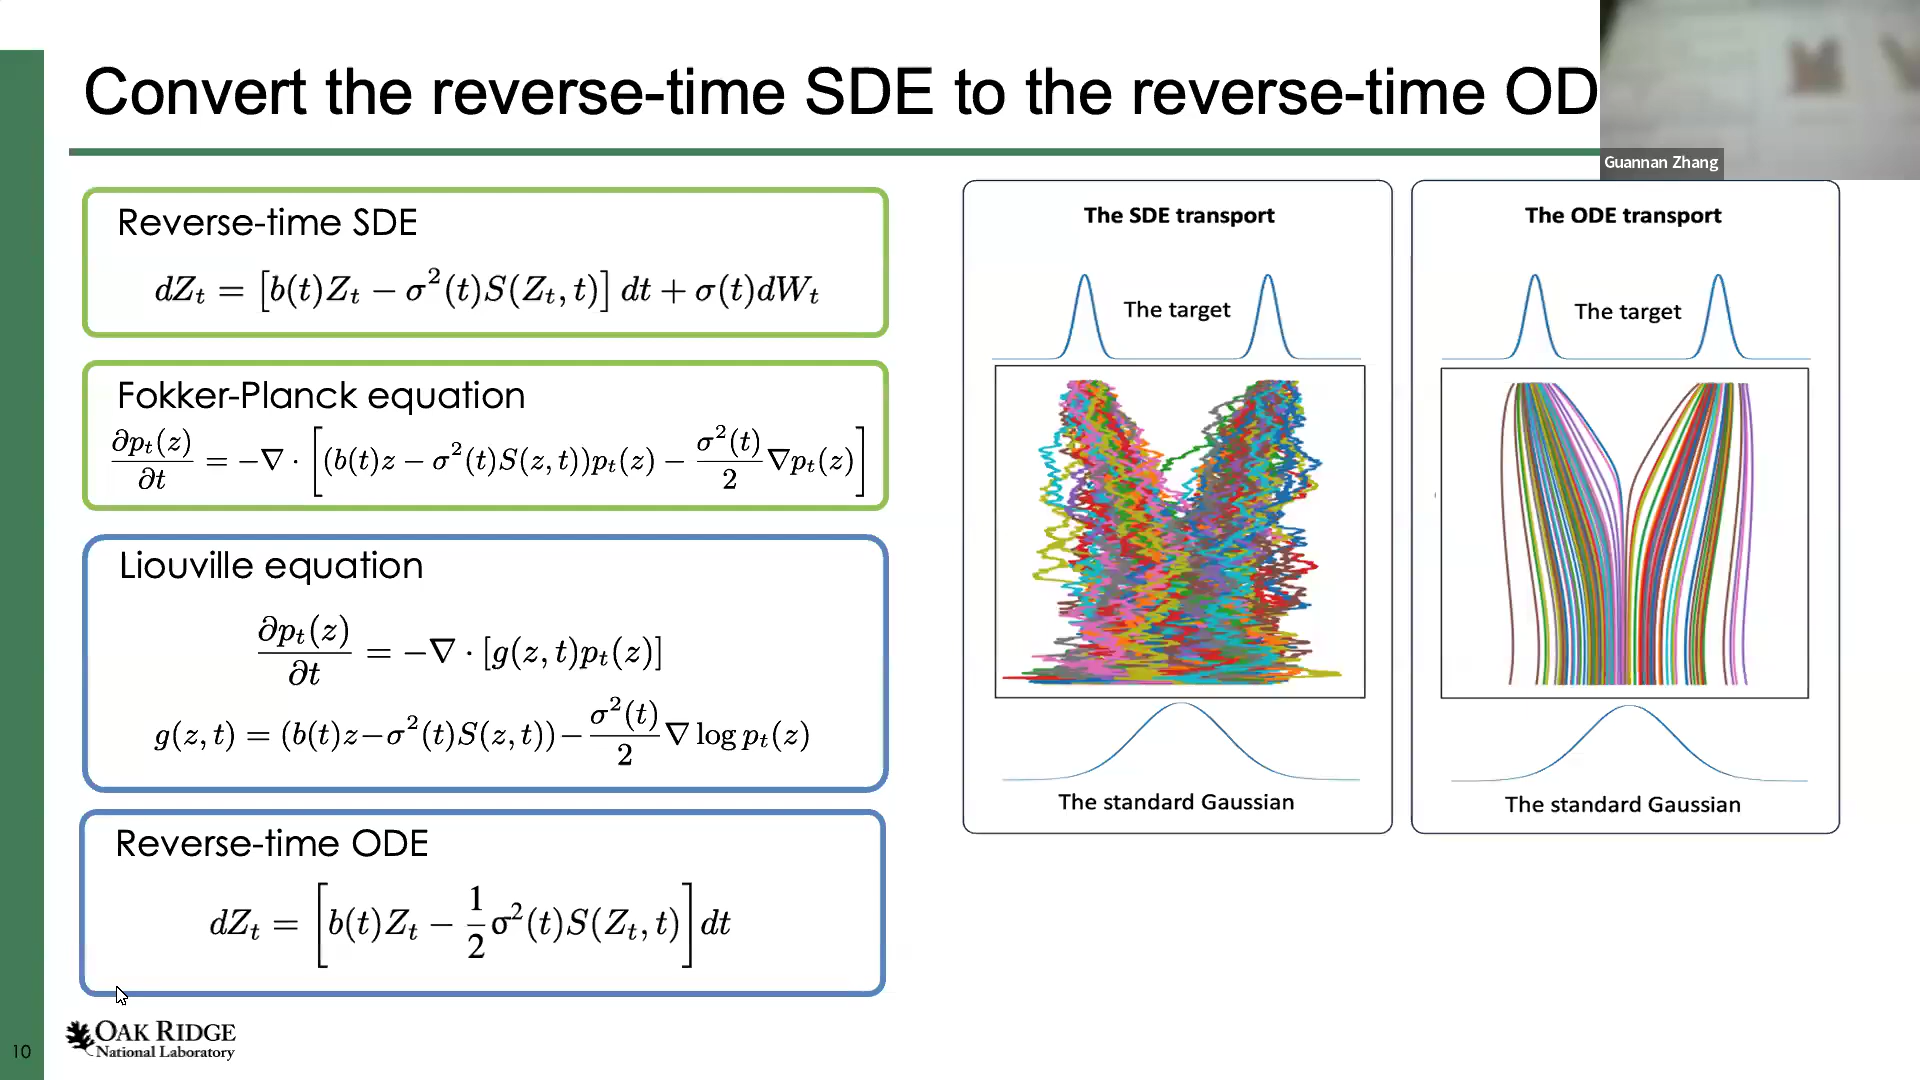 Convert the reverse-time SDE to the reverse-time OD
Guannan Zhang
Reverse-time SDE
dZ_t = [b(t)Z_t − σ²(t)S(Z_t, t)] dt + σ(t)dW_t
Fokker-Planck equation
∂p_t(z)/∂t = −∇ · [(b(t)z − σ²(t)S(z, t))p_t(z) − σ²(t)/2 ∇p_t(z)]
Liouville equation
∂p_t(z)/∂t = −∇ · [g(z, t)p_t(z)]
g(z, t) = (b(t)z−σ²(t)S(z, t))− σ²(t)/2 ∇ log p_t(z)
Reverse-time ODE
dZ_t = [b(t)Z_t − 1/2 σ²(t)S(Z_t, t)] dt
The SDE transport
The target
The standard Gaussian
The ODE transport
The target
The standard Gaussian
10
OAK RIDGE
National Laboratory